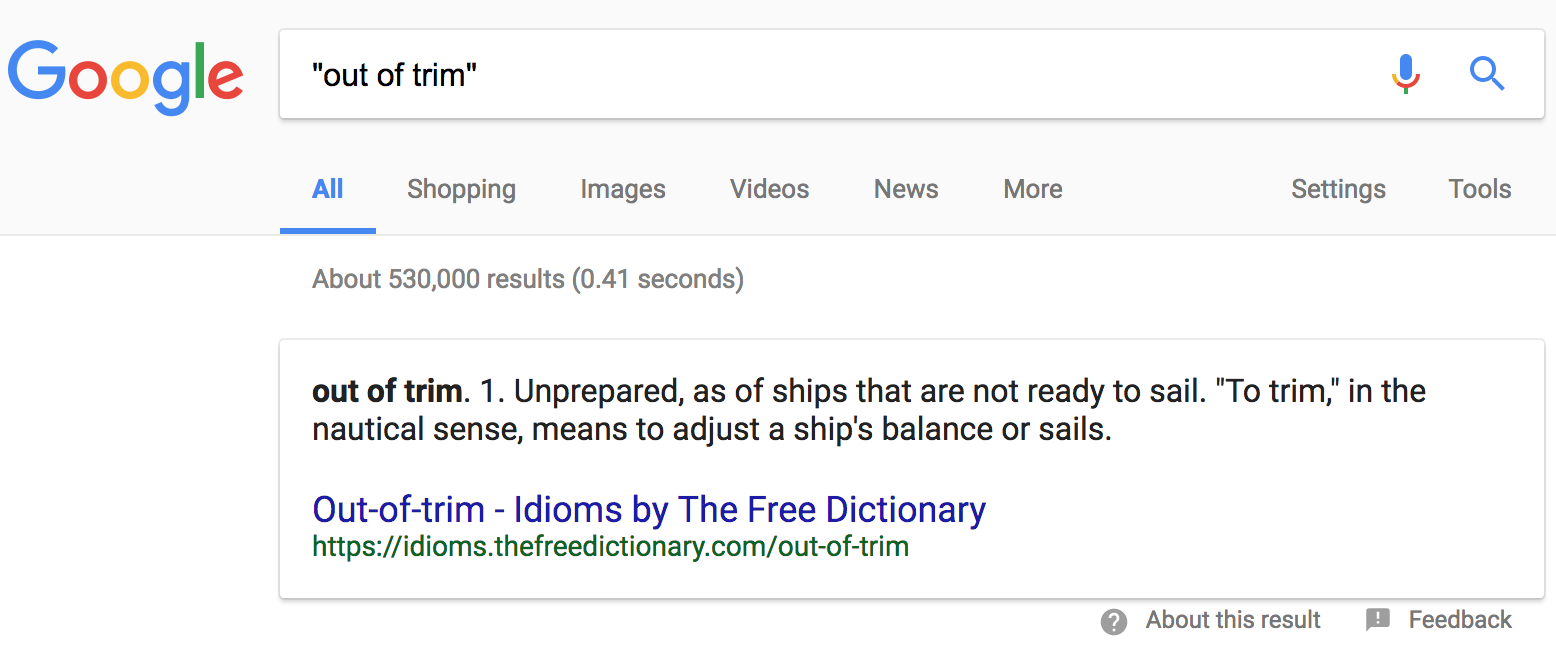 Google
"out of trim"
All Shopping Images Videos News More Settings Tools
About 530,000 results (0.41 seconds)
out of trim. 1. Unprepared, as of ships that are not ready to sail. "To trim," in the
nautical sense, means to adjust a ship's balance or sails.
Out-of-trim - Idioms by The Free Dictionary
https://idioms.thefreedictionary.com/out-of-trim
About this result Feedback